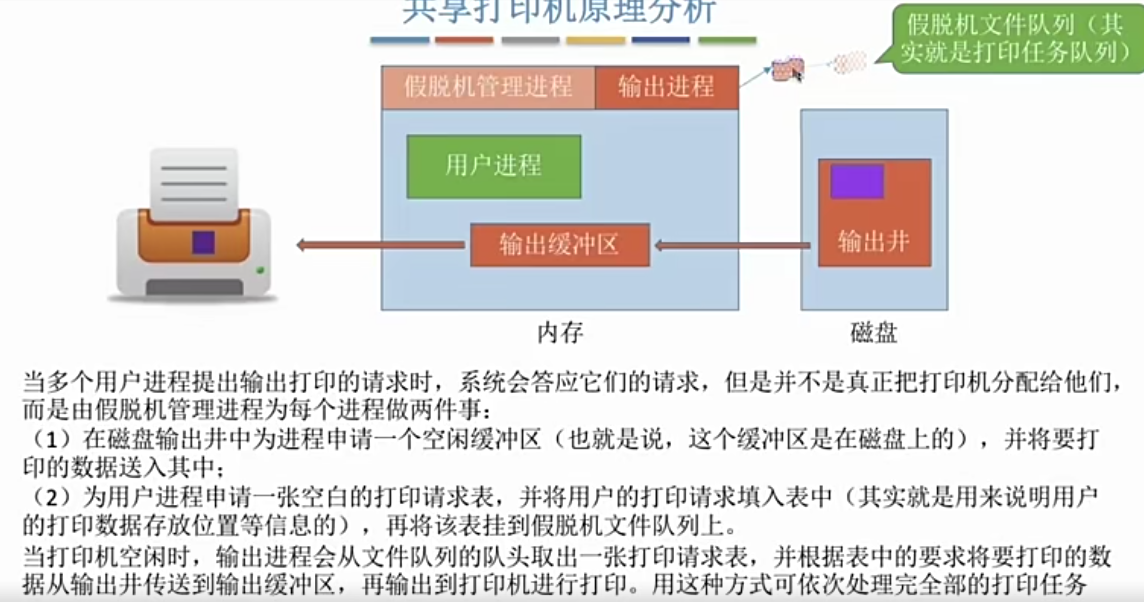 共享打印机原理分析
假脱机文件队列（其
实就是打印任务队列）
假脱机管理进程
输出进程
用户进程
输出缓冲区
输出井
内存
磁盘
当多个用户进程提出输出打印的请求时，系统会答应它们的请求，但是并不是真正把打印机分配给他们，
而是由假脱机管理进程为每个进程做两件事：
（1）在磁盘输出井中为进程申请一个空闲缓冲区（也就是说，这个缓冲区是在磁盘上的），并将要打
印的数据送入其中；
（2）为用户进程申请一张空白的打印请求表，并将用户的打印请求填入表中（其实就是用来说明用户
的打印数据存放位置等信息的），再将该表挂到假脱机文件队列上。
当打印机空闲时，输出进程会从文件队列的队头取出一张打印请求表，并根据表中的要求将要打印的数
据从输出井传送到输出缓冲区，再输出到打印机进行打印。用这种方式可依次处理完全部的打印任务